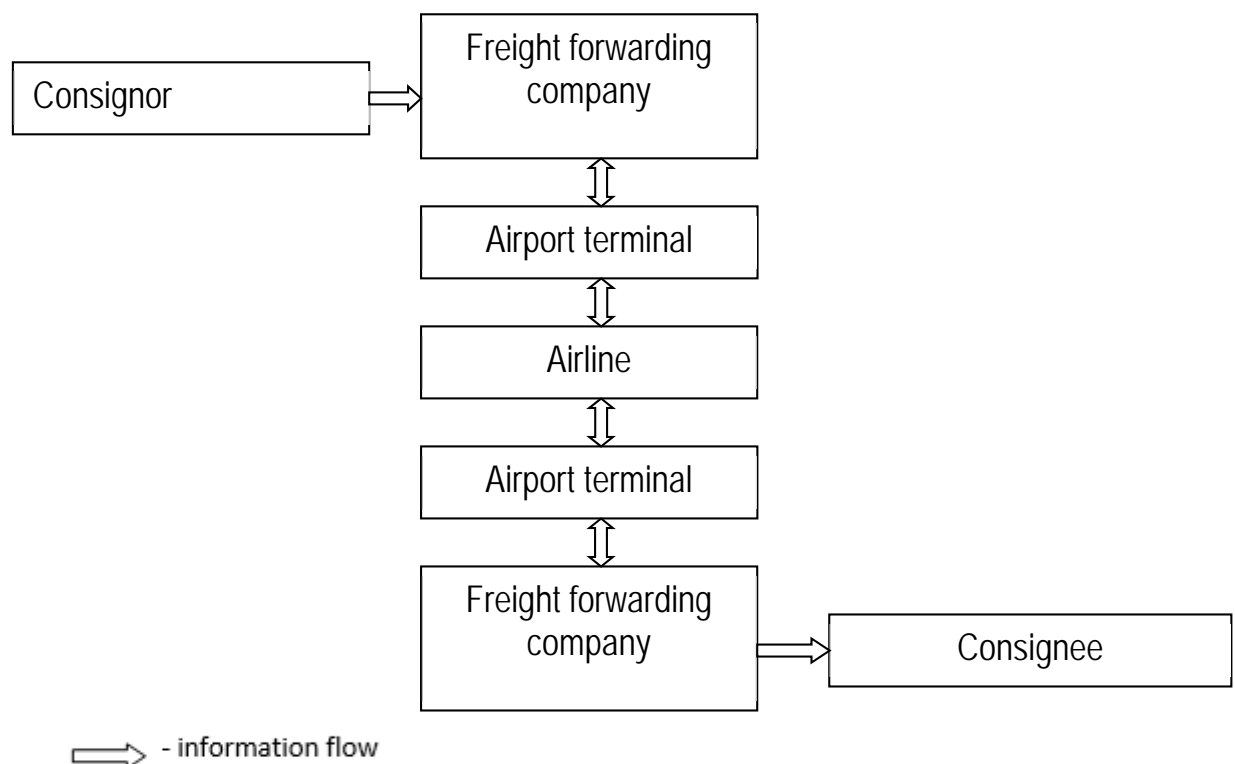 Freight forwarding
company
Consignor
Airport terminal
Airline
Airport terminal
Freight forwarding
company
Consignee
- information flow